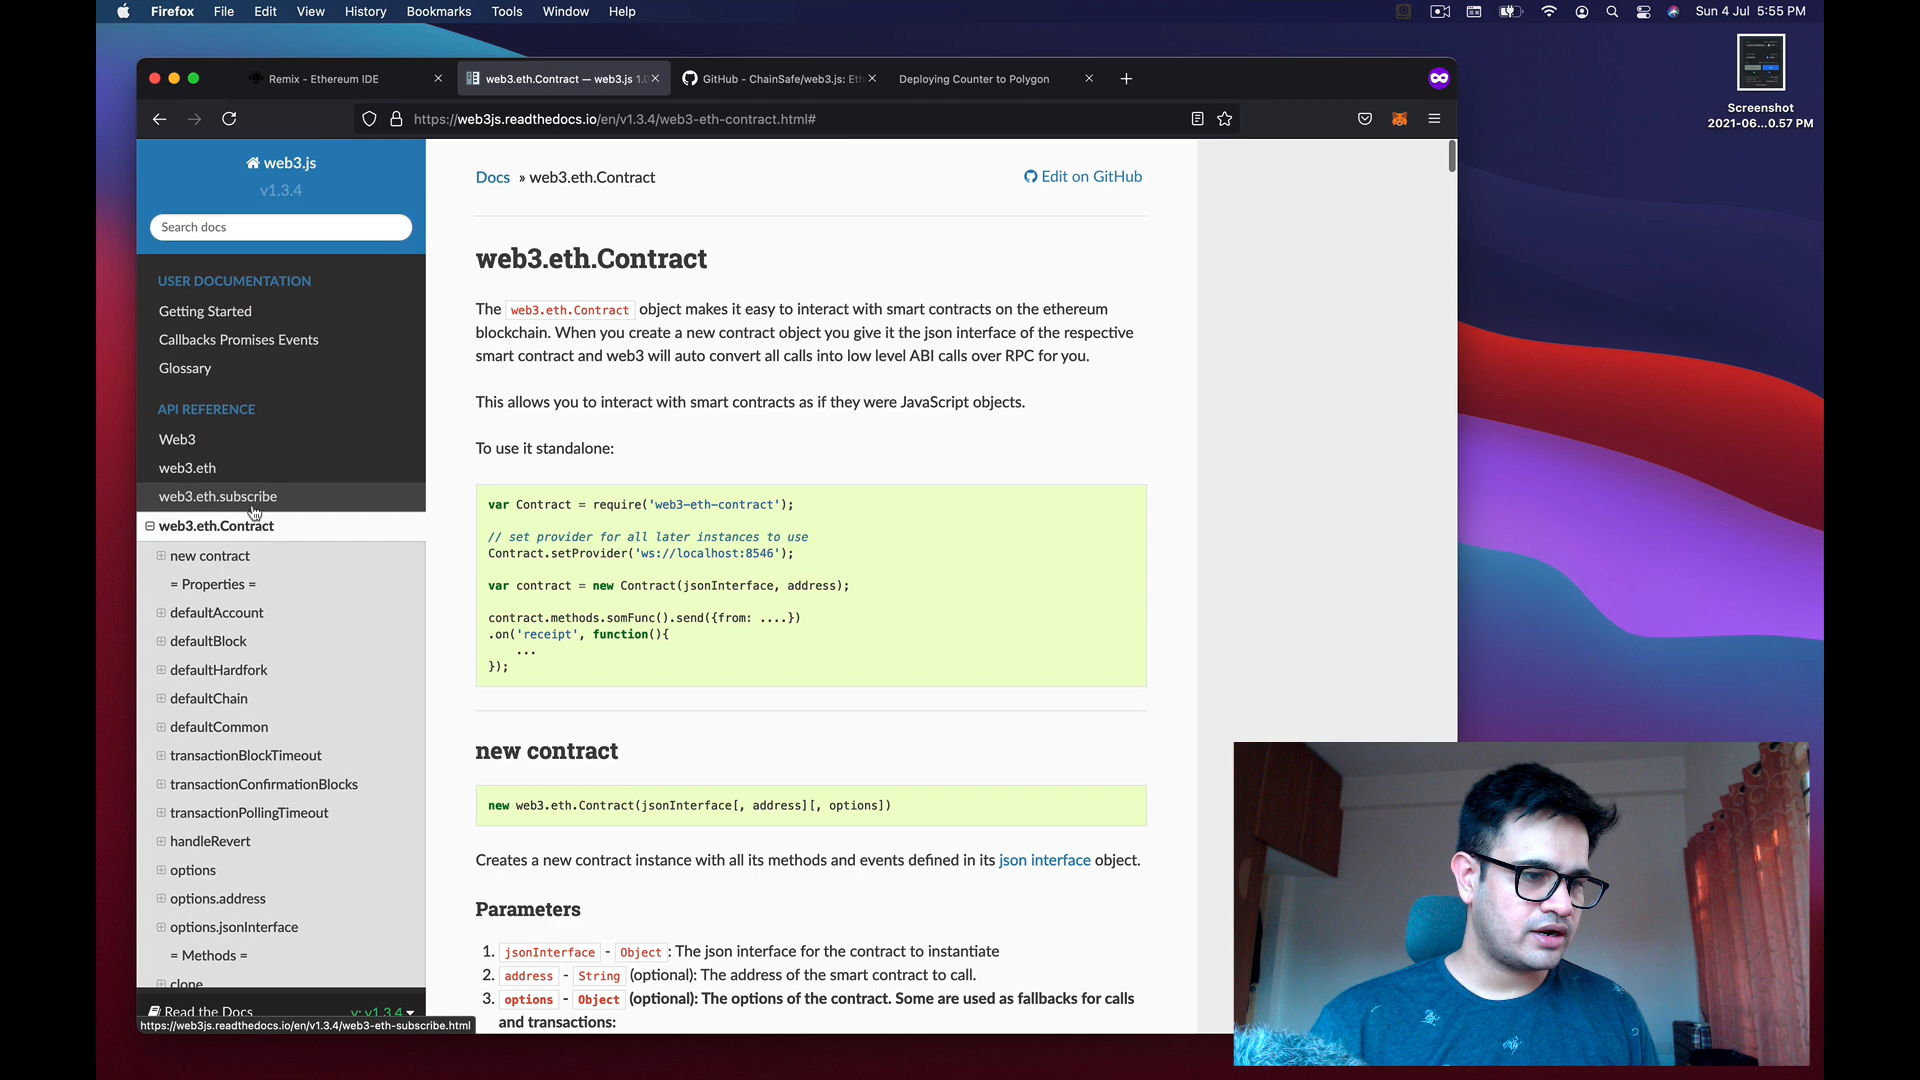 Firefox File Edit View History Bookmarks Tools Window Help
Sun 4 Jul 5:55 PM
Remix - Ethereum IDE
web3.eth.Contract — web3.js 1.0
GitHub - ChainSafe/web3.js: Eth
Deploying Counter to Polygon
https://web3js.readthedocs.io/en/v1.3.4/web3-eth-contract.html#
Screenshot
2021-06...0.57 PM
web3.js
v1.3.4
Search docs
USER DOCUMENTATION
Getting Started
Callbacks Promises Events
Glossary
API REFERENCE
Web3
web3.eth
web3.eth.subscribe
web3.eth.Contract
new contract
= Properties =
defaultAccount
defaultBlock
defaultHardfork
defaultChain
defaultCommon
transactionBlockTimeout
transactionConfirmationBlocks
transactionPollingTimeout
handleRevert
options
options.address
options.jsonInterface
= Methods =
clone
Read the Docs
v: v1.3.4
https://web3js.readthedocs.io/en/v1.3.4/web3-eth-subscribe.html
Docs » web3.eth.Contract
Edit on GitHub
web3.eth.Contract
The web3.eth.Contract object makes it easy to interact with smart contracts on the ethereum
blockchain. When you create a new contract object you give it the json interface of the respective
smart contract and web3 will auto convert all calls into low level ABI calls over RPC for you.
This allows you to interact with smart contracts as if they were JavaScript objects.
To use it standalone:
var Contract = require('web3-eth-contract');
// set provider for all later instances to use
Contract.setProvider('ws://localhost:8546');
var contract = new Contract(jsonInterface, address);
contract.methods.somFunc().send({from: ....})
.on('receipt', function(){
...
});
new contract
new web3.eth.Contract(jsonInterface[, address][, options])
Creates a new contract instance with all its methods and events defined in its json interface object.
Parameters
1. jsonInterface - Object : The json interface for the contract to instantiate
2. address - String (optional): The address of the smart contract to call.
3. options - Object (optional): The options of the contract. Some are used as fallbacks for calls
and transactions: